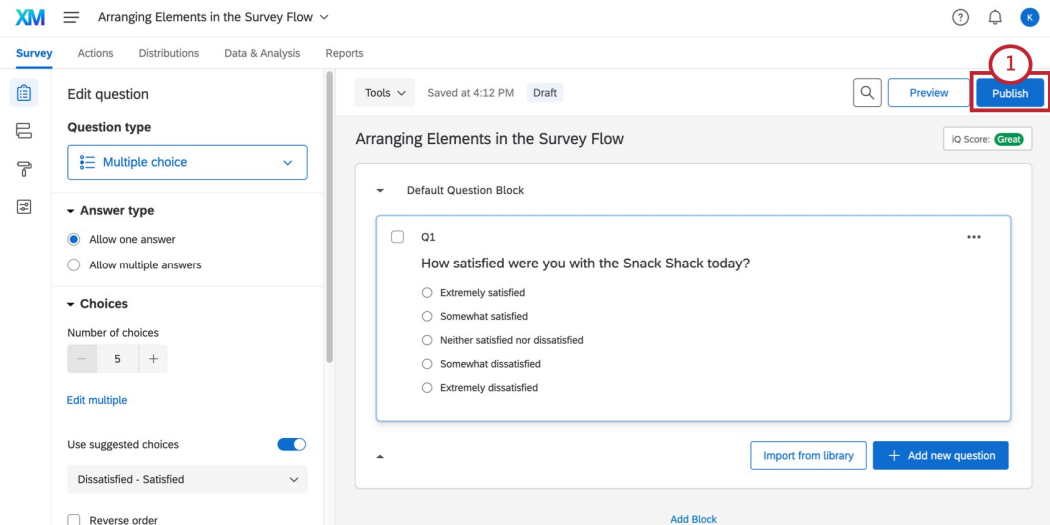 XM Arranging Elements in the Survey Flow K
Survey Actions Distributions Data & Analysis Reports
1
Edit question
Tools Saved at 4:12 PM Draft Preview Publish
Question type
Multiple choice
Arranging Elements in the Survey Flow
iQ Score: Great
Default Question Block
Answer type
Allow one answer
Allow multiple answers
Q1
How satisfied were you with the Snack Shack today?
Extremely satisfied
Somewhat satisfied
Neither satisfied nor dissatisfied
Somewhat dissatisfied
Extremely dissatisfied
Choices
Number of choices
5
Edit multiple
Use suggested choices
Dissatisfied - Satisfied
Reverse order
Import from library
Add new question
Add Block